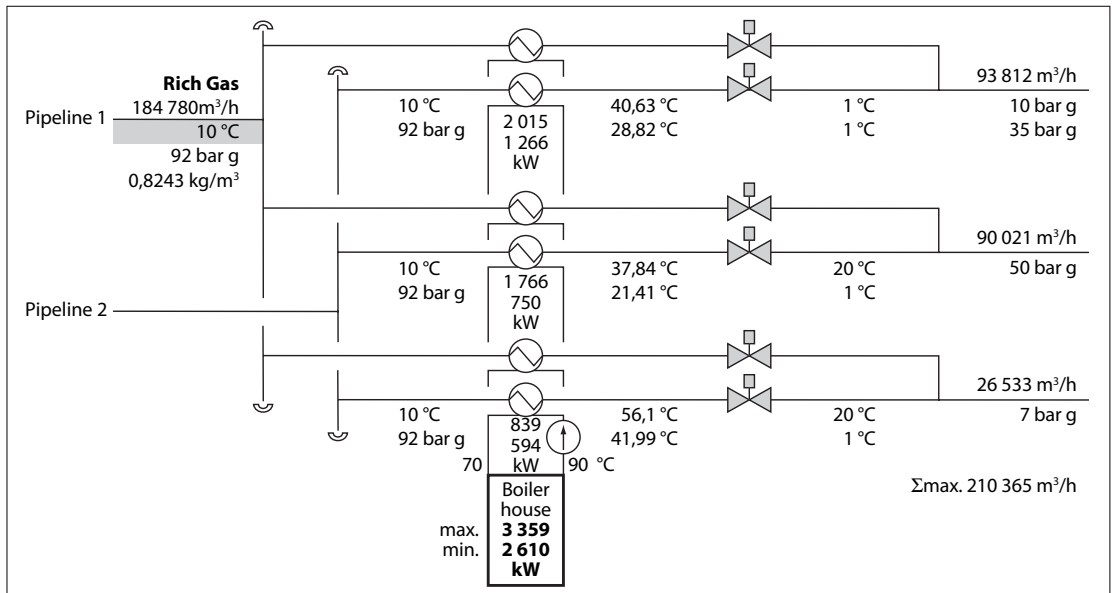 Rich Gas
Pipeline 1
184 780m³/h
10 °C
92 bar g
0,8243 kg/m³
10 °C
92 bar g
2 015
1 266
kW
40,63 °C
28,82 °C
1 °C
1 °C
93 812 m³/h
10 bar g
35 bar g
Pipeline 2
10 °C
92 bar g
1 766
750
kW
37,84 °C
21,41 °C
20 °C
1 °C
90 021 m³/h
50 bar g
10 °C
92 bar g
839
594
kW
56,1 °C
41,99 °C
20 °C
1 °C
26 533 m³/h
7 bar g
70
90 °C
Σmax. 210 365 m³/h
Boiler
house
max. 3 359
min. 2 610
kW